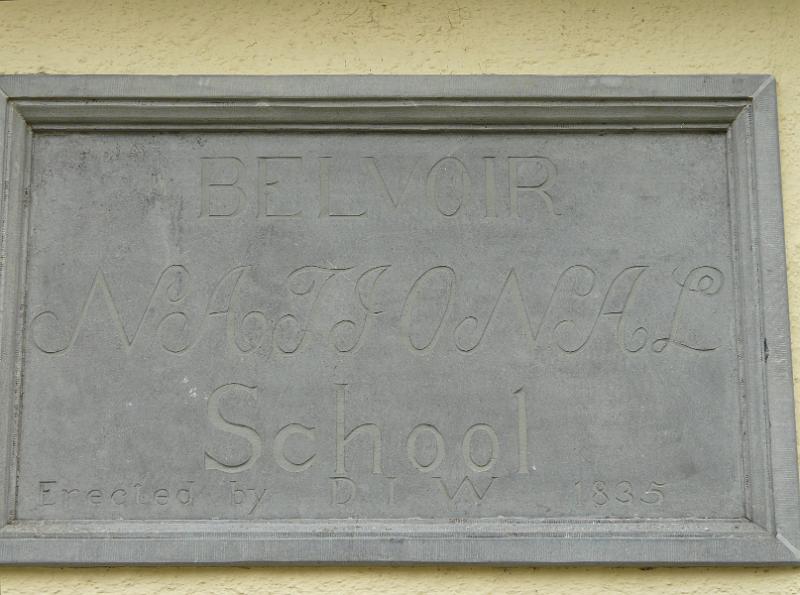 BELVOIR
NATIONAL
School
Erected by D I W 1835